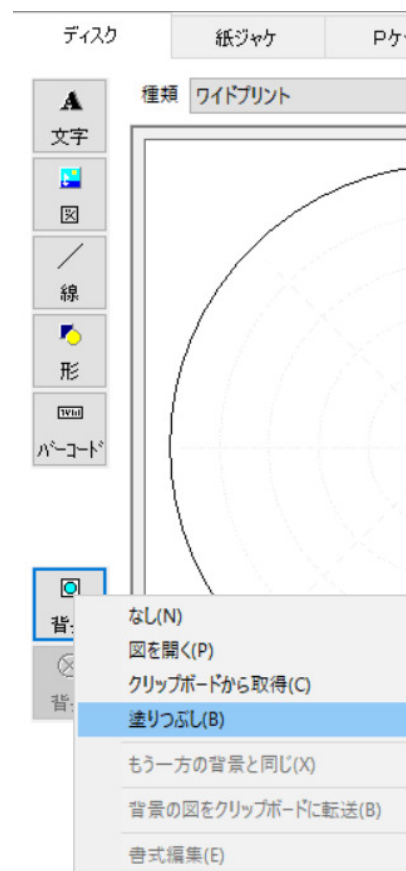 ディスク
紙ジャケ
Pケ
種類
ワイドプリント
A
文字
図
線
形
バーコード
背
背
なし(N)
図を開く(P)
クリップボードから取得(C)
塗りつぶし(B)
もう一方の背景と同じ(X)
背景の図をクリップボードに転送(B)
書式編集(E)